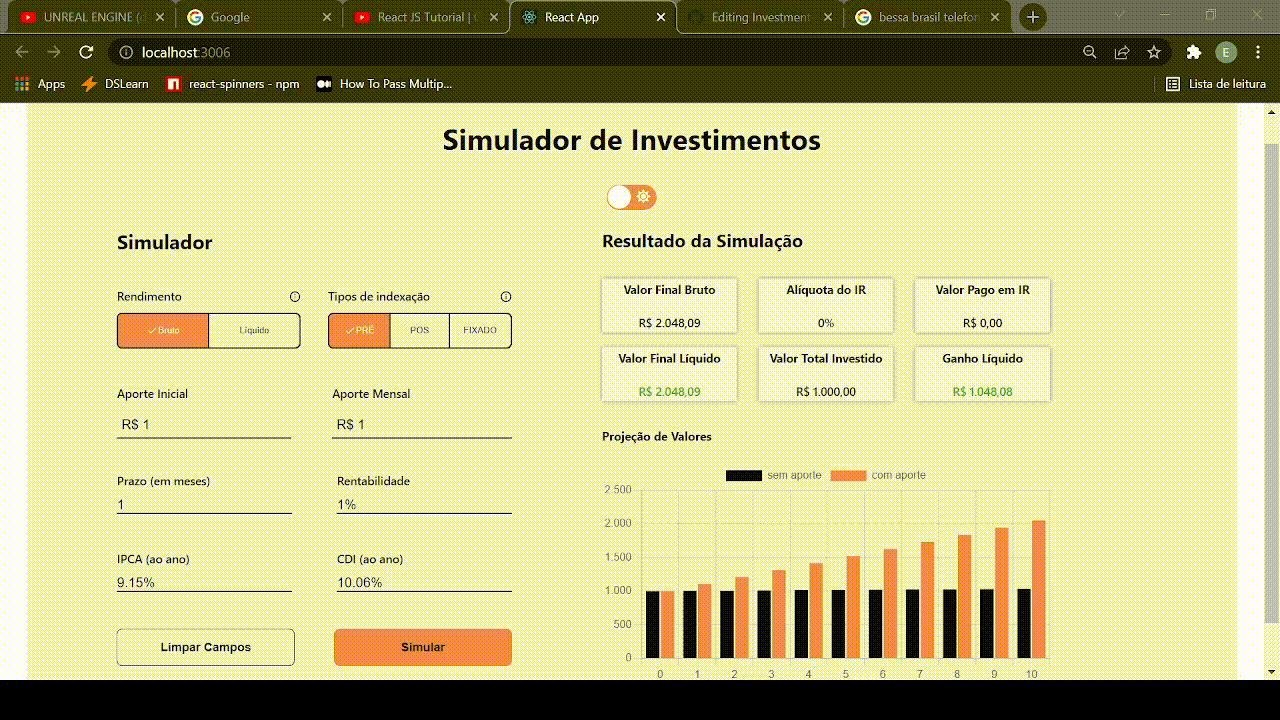 UNREAL ENGINE (d
Google
React JS Tutorial | C
React App
Editing Investment
bessa brasil telefon
localhost:3006
E
Apps
DSLearn
react-spinners - npm
How To Pass Multip...
Lista de leitura
Simulador de Investimentos
Simulador
Rendimento
Tipos de indexação
Bruto
Líquido
PRÉ
POS
FIXADO
Aporte Inicial
Aporte Mensal
R$ 1
R$ 1
Prazo (em meses)
Rentabilidade
1
1%
IPCA (ao ano)
CDI (ao ano)
9.15%
10.06%
Limpar Campos
Simular
Resultado da Simulação
Valor Final Bruto
R$ 2.048,09
Alíquota do IR
0%
Valor Pago em IR
R$ 0,00
Valor Final Líquido
R$ 2.048,09
Valor Total Investido
R$ 1.000,00
Ganho Líquido
R$ 1.048,08
Projeção de Valores
sem aporte
com aporte
2.500
2.000
1.500
1.000
500
0
0 1 2 3 4 5 6 7 8 9 10